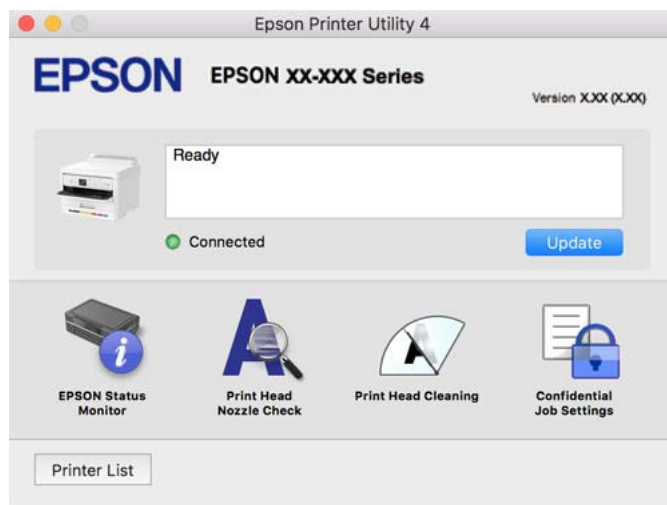 Epson Printer Utility 4
EPSON
EPSON XX-XXX Series
Version X.XX (X.XX)
Ready
Connected
Update
EPSON Status
Monitor
Print Head
Nozzle Check
Print Head Cleaning
Confidential
Job Settings
Printer List